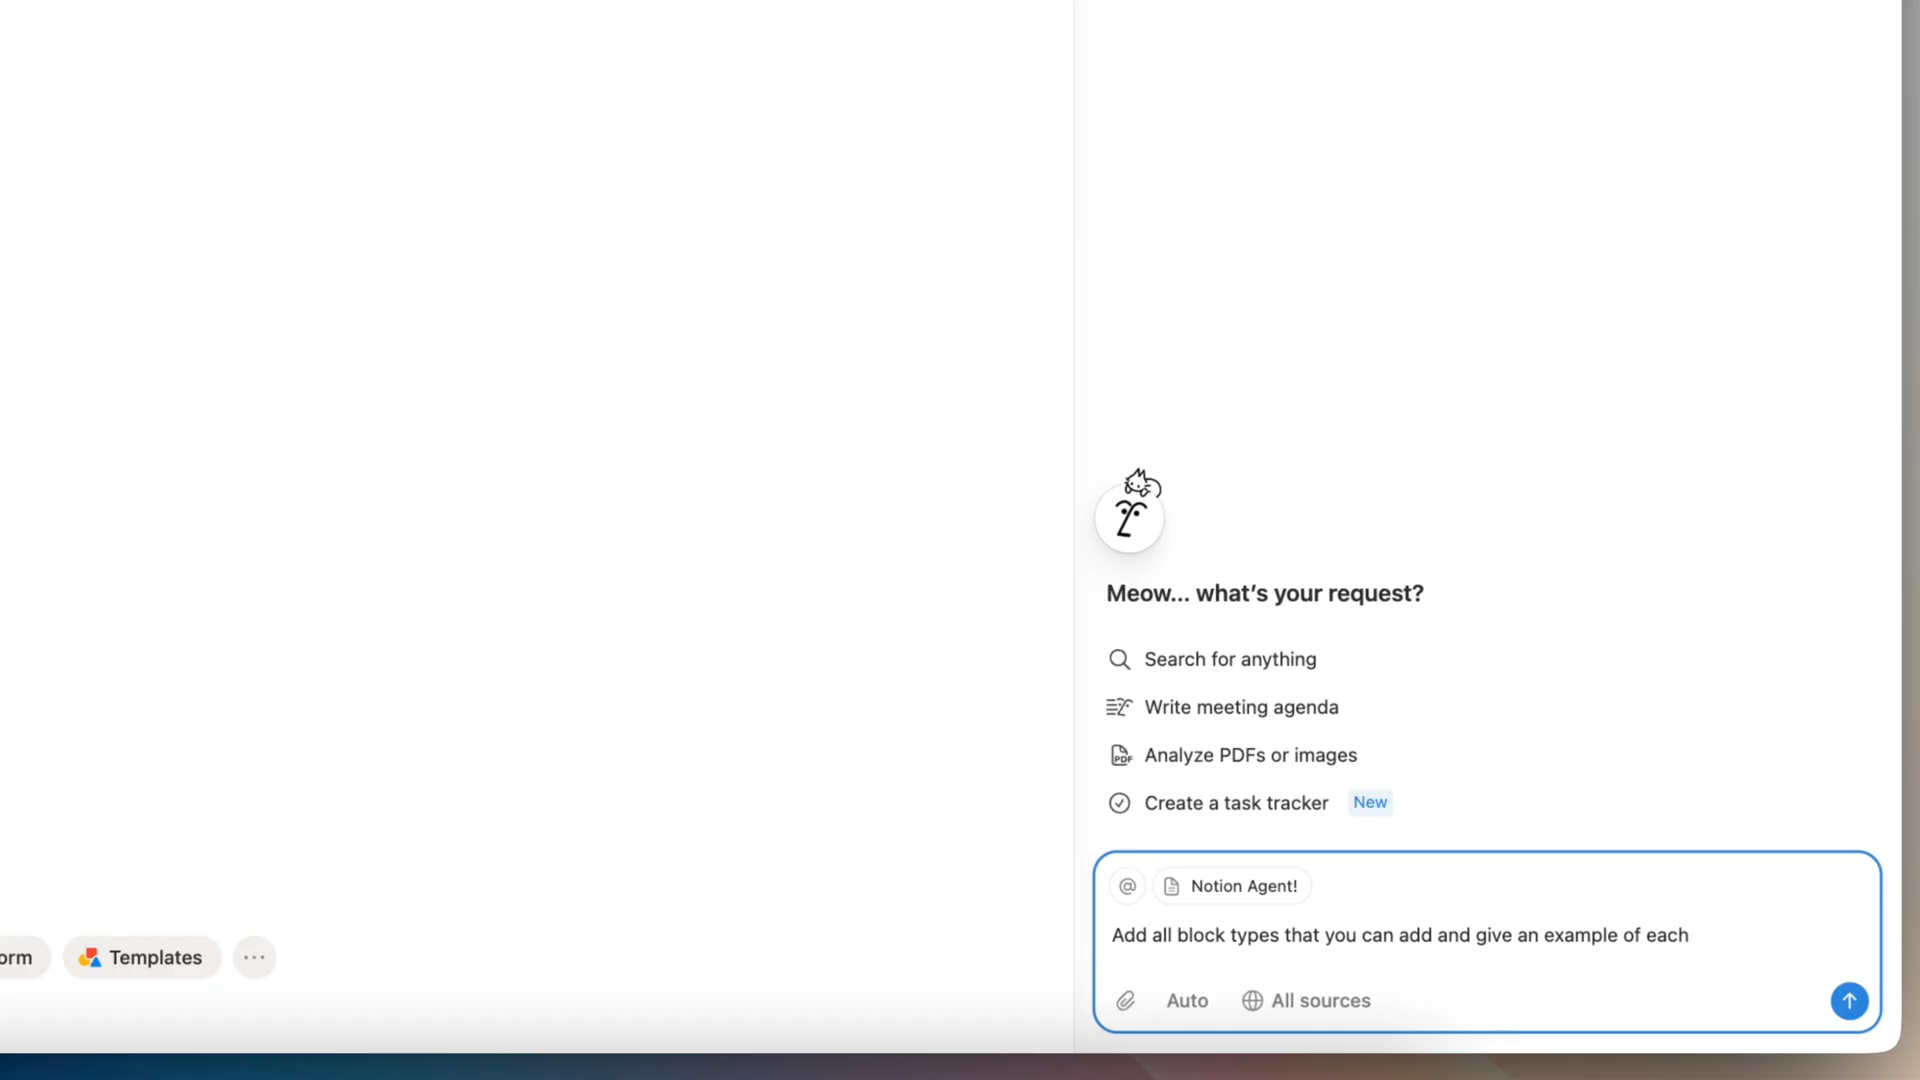 Meow... what's your request?
Search for anything
Write meeting agenda
PDF Analyze PDFs or images
Create a task tracker New
@ Notion Agent!
Add all block types that you can add and give an example of each
Auto All sources
orm Templates ...